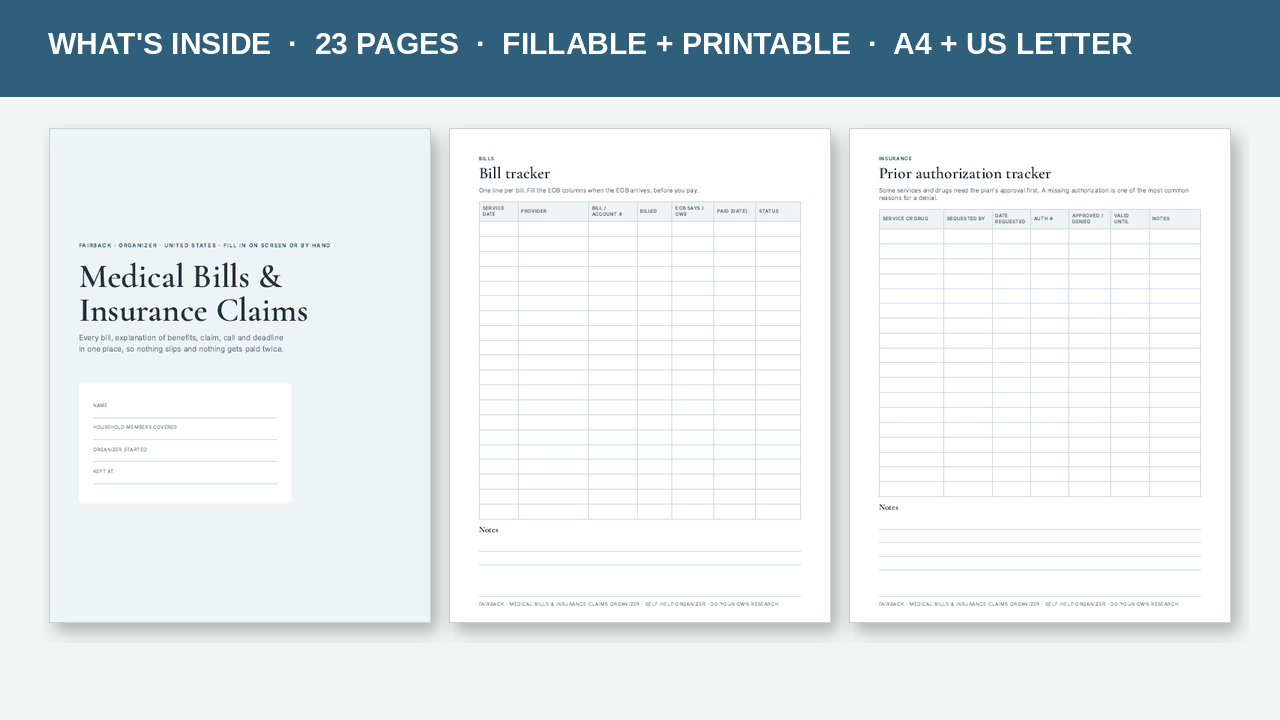 WHAT'S INSIDE · 23 PAGES · FILLABLE + PRINTABLE · A4 + US LETTER
FAIRBACK · ORGANIZER · UNITED STATES · FILL IN ON SCREEN OR BY HAND
Medical Bills &
Insurance Claims
Every bill, explanation of benefits, claim, call and deadline
in one place, so nothing slips and nothing gets paid twice.
NAME
HOUSEHOLD MEMBERS COVERED
ORGANIZER STARTED
KEPT AT
BILLS
Bill tracker
One line per bill. Fill the EOB columns when the EOB arrives, before you pay.
SERVICE DATE PROVIDER BILL / ACCOUNT # BILLED EOB SAYS I OWE PAID (DATE) STATUS
Notes
FAIRBACK · MEDICAL BILLS & INSURANCE CLAIMS ORGANIZER · SELF-HELP ORGANIZER · DO YOUR OWN RESEARCH
INSURANCE
Prior authorization tracker
Some services and drugs need the plan's approval first. A missing authorization is one of the most common
reasons for a denial.
SERVICE OR DRUG REQUESTED BY DATE REQUESTED AUTH # APPROVED / DENIED VALID UNTIL NOTES
Notes
FAIRBACK · MEDICAL BILLS & INSURANCE CLAIMS ORGANIZER · SELF-HELP ORGANIZER · DO YOUR OWN RESEARCH